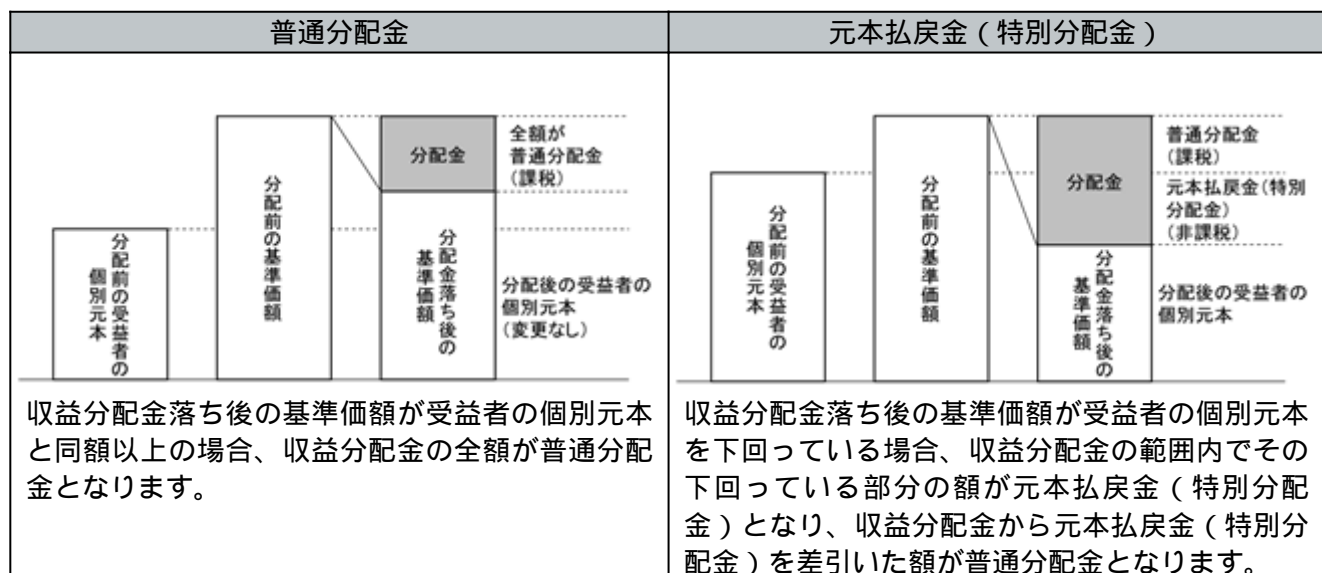 普通分配金
分配前の受益者の
個別元本
分配前の基準価額
分配金
分配金落ち後の
基準価額
全額が
普通分配金
(課税)
分配後の受益者の
個別元本
(変更なし)
収益分配金落ち後の基準価額が受益者の個別元本
と同額以上の場合、収益分配金の全額が普通分配
金となります。
元本払戻金(特別分配金)
分配前の受益者の
個別元本
分配前の基準価額
分配金
分配金落ち後の
基準価額
普通分配金
(課税)
元本払戻金(特別
分配金)
(非課税)
分配後の受益者の
個別元本
収益分配金落ち後の基準価額が受益者の個別元本
を下回っている場合、収益分配金の範囲内でその
下回っている部分の額が元本払戻金(特別分配
金)となり、収益分配金から元本払戻金(特別分
配金)を差引いた額が普通分配金となります。